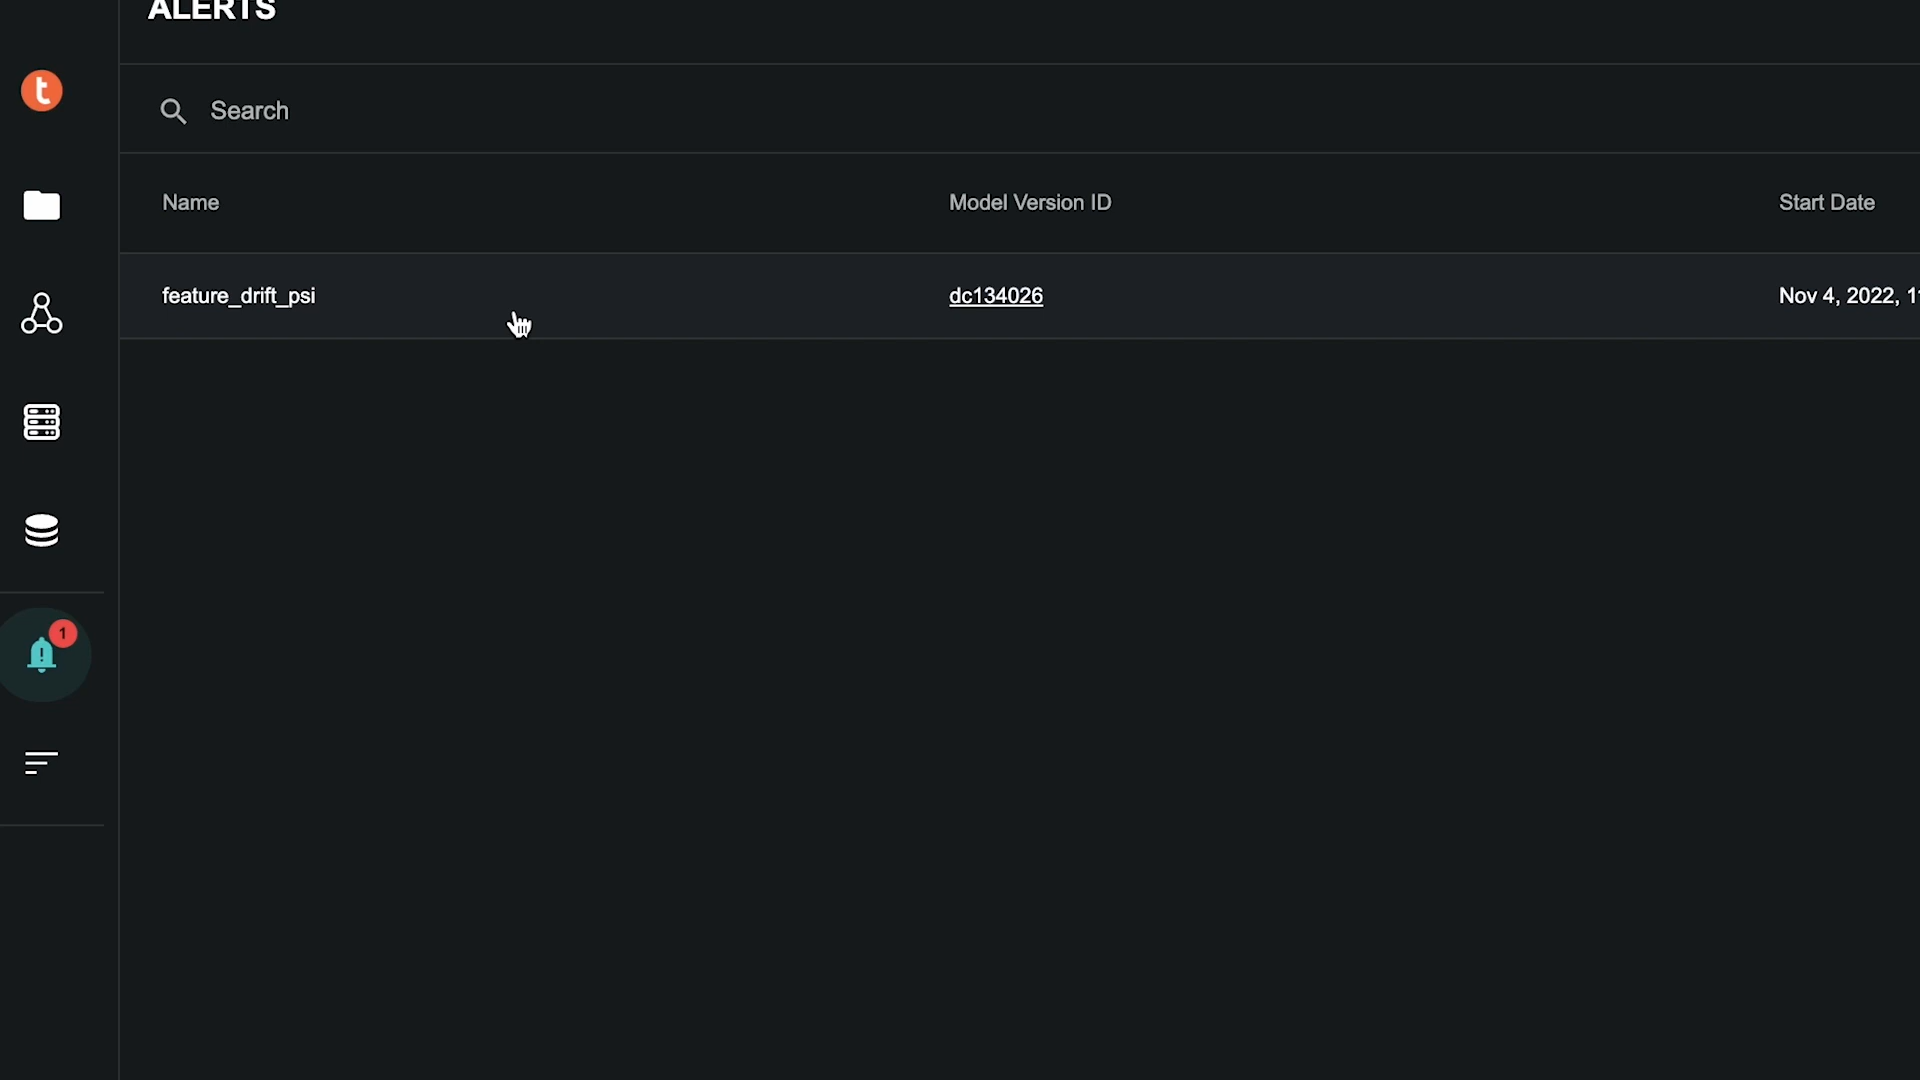 ALERTS
t
Search
Name Model Version ID Start Date
feature_drift_psi dc134026 Nov 4, 2022,
1